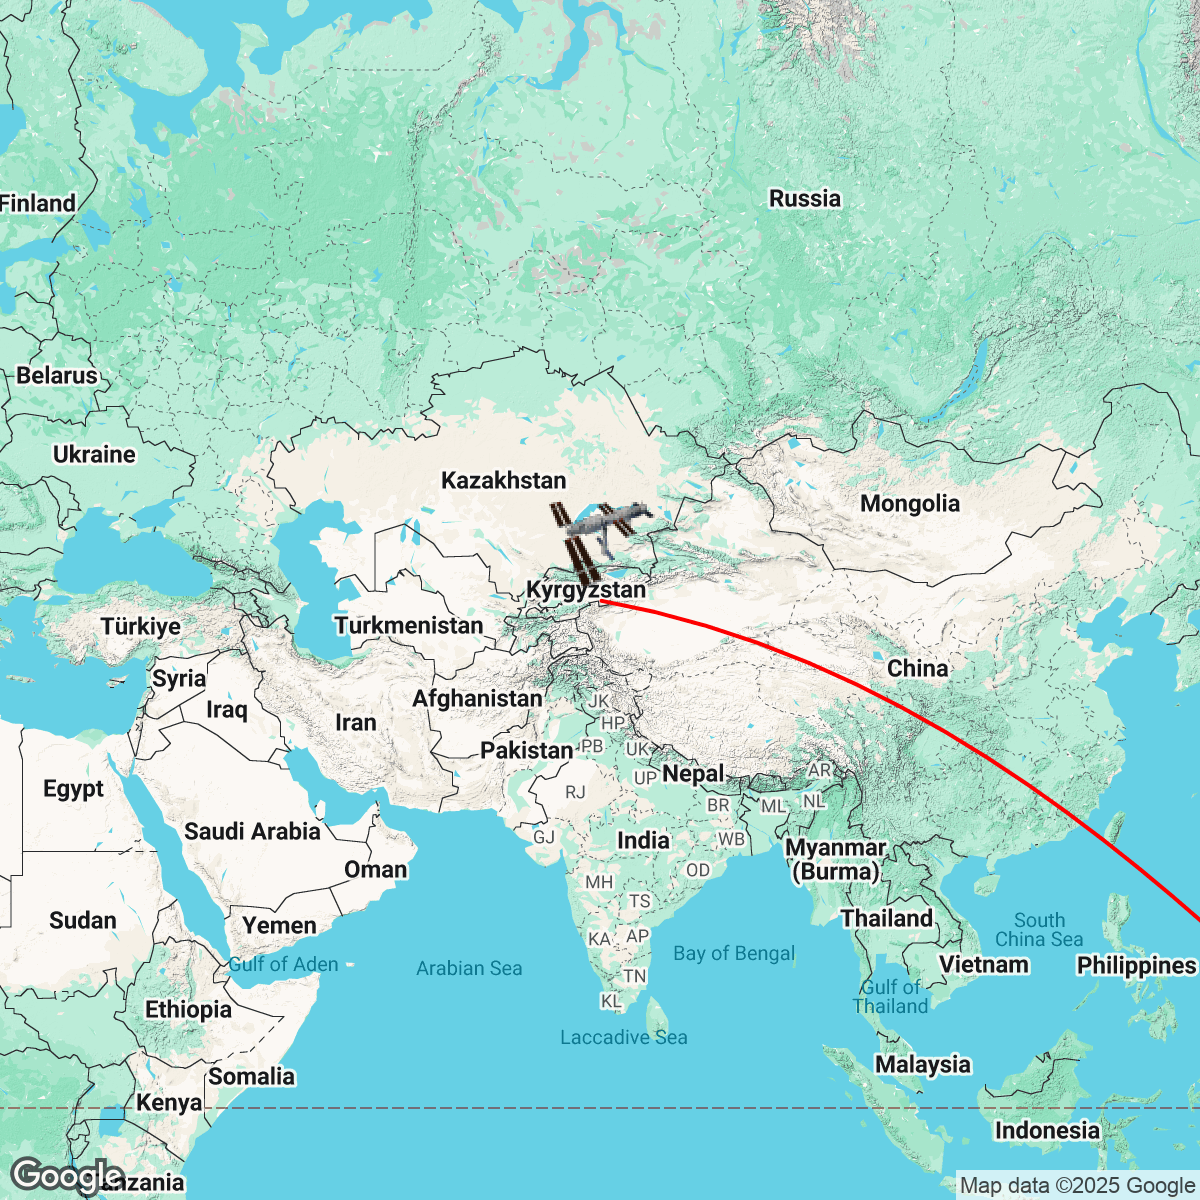 Russia
Finland
Belarus
Ukraine
Kazakhstan
Mongolia
Kyrgyzstan
Türkiye
Turkmenistan
Syria
China
Afghanistan
JK
Iraq
Iran
HP
Pakistan
PB
UK
Nepal
AR
UP
Egypt
RJ
BR
ML
NL
Saudi Arabia
GJ
India
WB
Myanmar
(Burma)
Oman
OD
MH
TS
Sudan
Yemen
Thailand
South
China Sea
KA
AP
Bay of Bengal
Gulf of Aden
Arabian Sea
Vietnam
Philippines
TN
Gulf of
Thailand
Ethiopia
KL
Laccadive Sea
Malaysia
Somalia
Kenya
Indonesia
Google
Tanzania
Map data ©2025 Google